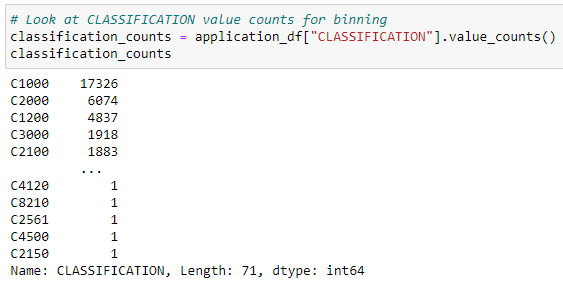 # Look at CLASSIFICATION value counts for binning
classification_counts = application_df["CLASSIFICATION"].value_counts()
classification_counts
C1000    17326
C2000     6074
C1200     4837
C3000     1918
C2100     1883
         ...
C4120        1
C8210        1
C2561        1
C4500        1
C2150        1
Name: CLASSIFICATION, Length: 71, dtype: int64